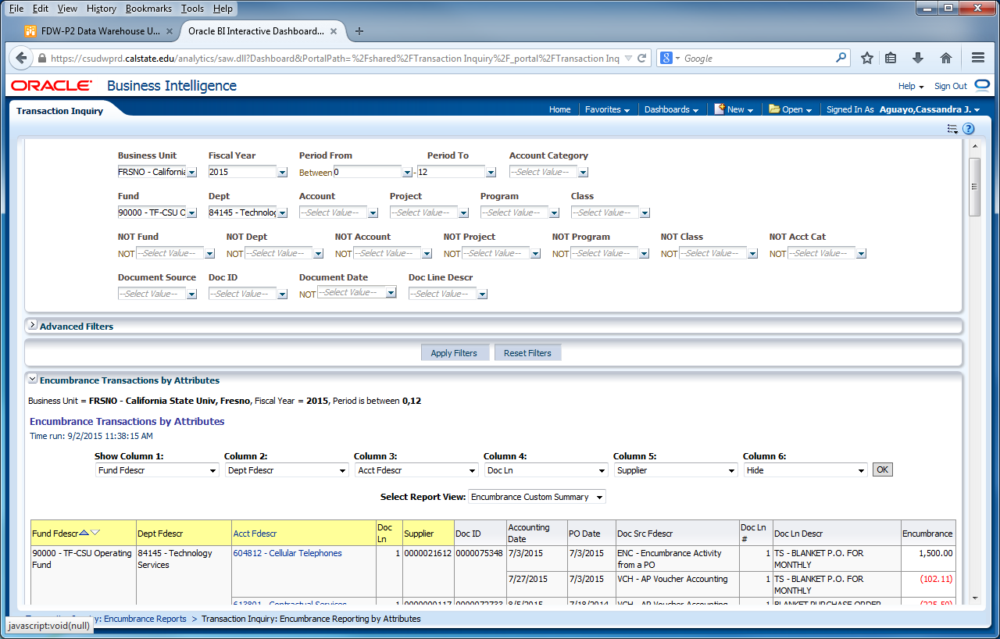 File Edit View History Bookmarks Tools Help
FDW-P2 Data Warehouse U... × Oracle BI Interactive Dashboard... × +
https://csudwprd.calstate.edu/analytics/saw.dll?Dashboard&PortalPath=%2Fshared%2FTransaction Inquiry%2F_portal%2FTransaction Inq Google
ORACLE Business Intelligence Help Sign Out
Transaction Inquiry Home Favorites Dashboards New Open Signed In As Aguayo,Cassandra J.
Business Unit Fiscal Year Period From Period To Account Category
FRSNO - California 2015 Between 0 - 12 --Select Value--
Fund Dept Account Project Program Class
90000 - TF-CSU O 84145 - Technolog --Select Value-- --Select Value-- --Select Value-- --Select Value--
NOT Fund NOT Dept NOT Account NOT Project NOT Program NOT Class NOT Acct Cat
NOT --Select Value-- NOT --Select Value-- NOT --Select Value-- NOT --Select Value-- NOT --Select Value-- NOT --Select Value-- NOT --Select Value--
Document Source Doc ID Document Date Doc Line Descr
--Select Value-- --Select Value-- NOT --Select Value-- --Select Value--
Advanced Filters
Apply Filters Reset Filters
Encumbrance Transactions by Attributes
Business Unit = FRSNO - California State Univ, Fresno, Fiscal Year = 2015, Period is between 0,12
Encumbrance Transactions by Attributes
Time run: 9/2/2015 11:38:15 AM
Show Column 1: Column 2: Column 3: Column 4: Column 5: Column 6:
Fund Fdescr Dept Fdescr Acct Fdescr Doc Ln Supplier Hide OK
Select Report View: Encumbrance Custom Summary
Fund Fdescr Dept Fdescr Acct Fdescr Doc Ln Supplier Doc ID Accounting Date PO Date Doc Src Fdescr Doc Ln # Doc Ln Descr Encumbrance
90000 - TF-CSU Operating Fund 84145 - Technology Services 604812 - Cellular Telephones 1 0000021612 0000075348 7/3/2015 7/3/2015 ENC - Encumbrance Activity from a PO 1 TS - BLANKET P.O. FOR MONTHLY 1,500.00
7/27/2015 7/3/2015 VCH - AP Voucher Accounting 1 TS - BLANKET P.O. FOR MONTHLY (102.11)
613801 - Contractual Services 1 0000000117 0000072733 8/5/2015 7/18/2014 VCH - AP Voucher Accounting 1 BLANKET PURCHASE ORDER (225.50)
y: Encumbrance Reports > Transaction Inquiry: Encumbrance Reporting by Attributes
javascript:void(null)